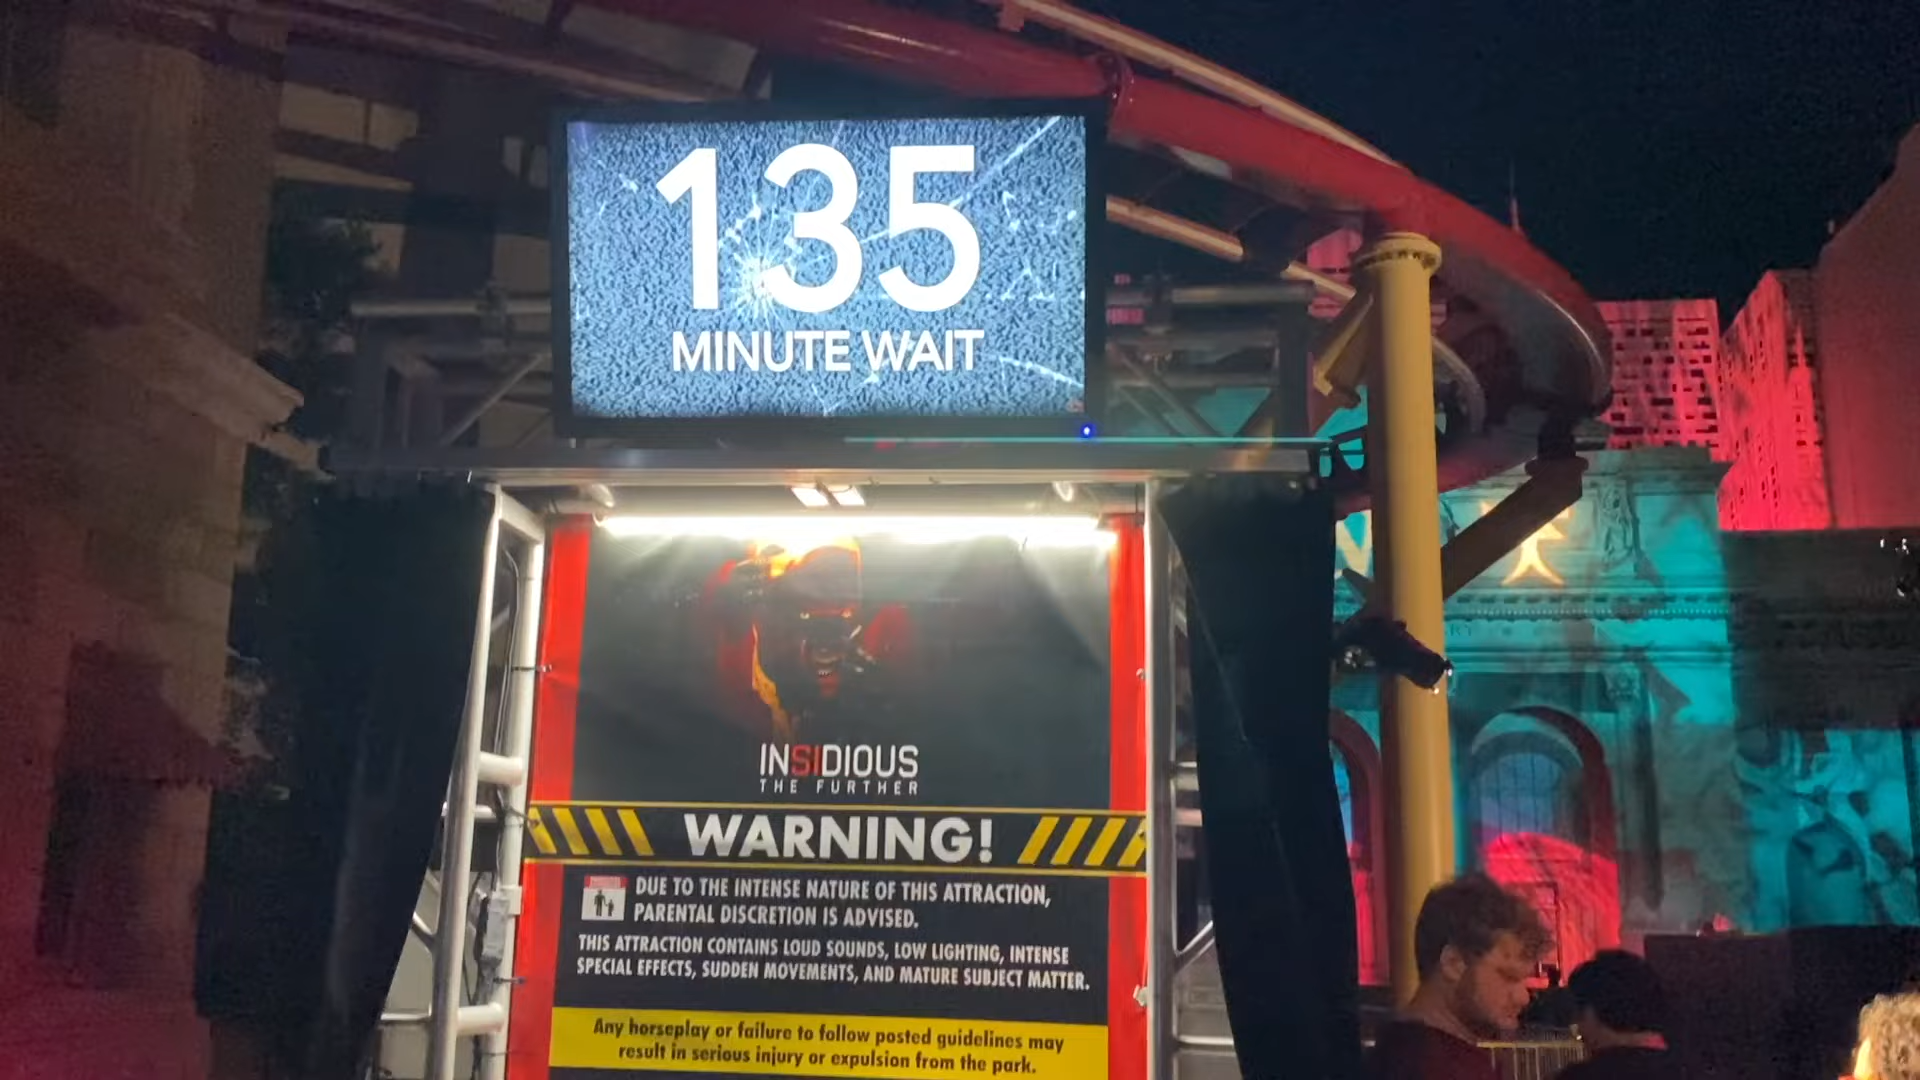 135
MINUTE WAIT
INSIDIOUS
THE FURTHER
WARNING!
DUE TO THE INTENSE NATURE OF THIS ATTRACTION,
PARENTAL DISCRETION IS ADVISED.
THIS ATTRACTION CONTAINS LOUD SOUNDS, LOW LIGHTING, INTENSE
SPECIAL EFFECTS, SUDDEN MOVEMENTS, AND MATURE SUBJECT MATTER.
Any horseplay or failure to follow posted guidelines may
result in serious injury or expulsion from the park.